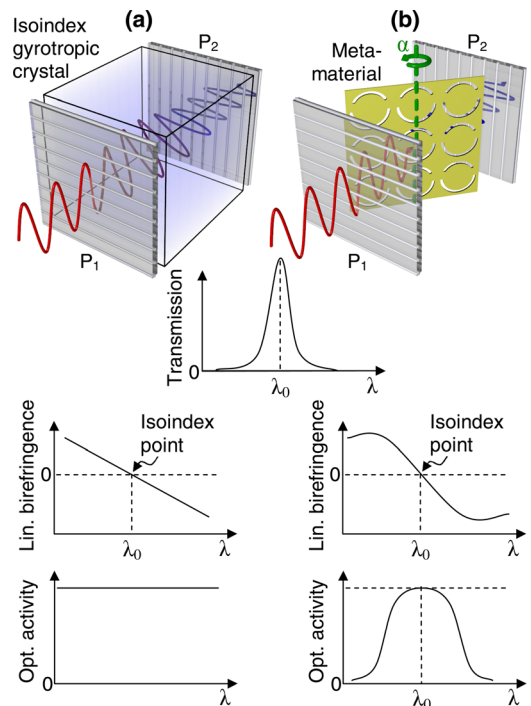 (a)
Isoindex
gyrotropic
crystal
P2
P1
(b)
Meta-
material
α
P2
P1
Transmission
0
λ0
λ
Lin. birefringence
0
Isoindex
point
λ0
λ
Lin. birefringence
0
Isoindex
point
λ0
λ
Opt. activity
0
λ
Opt. activity
0
λ0
λ